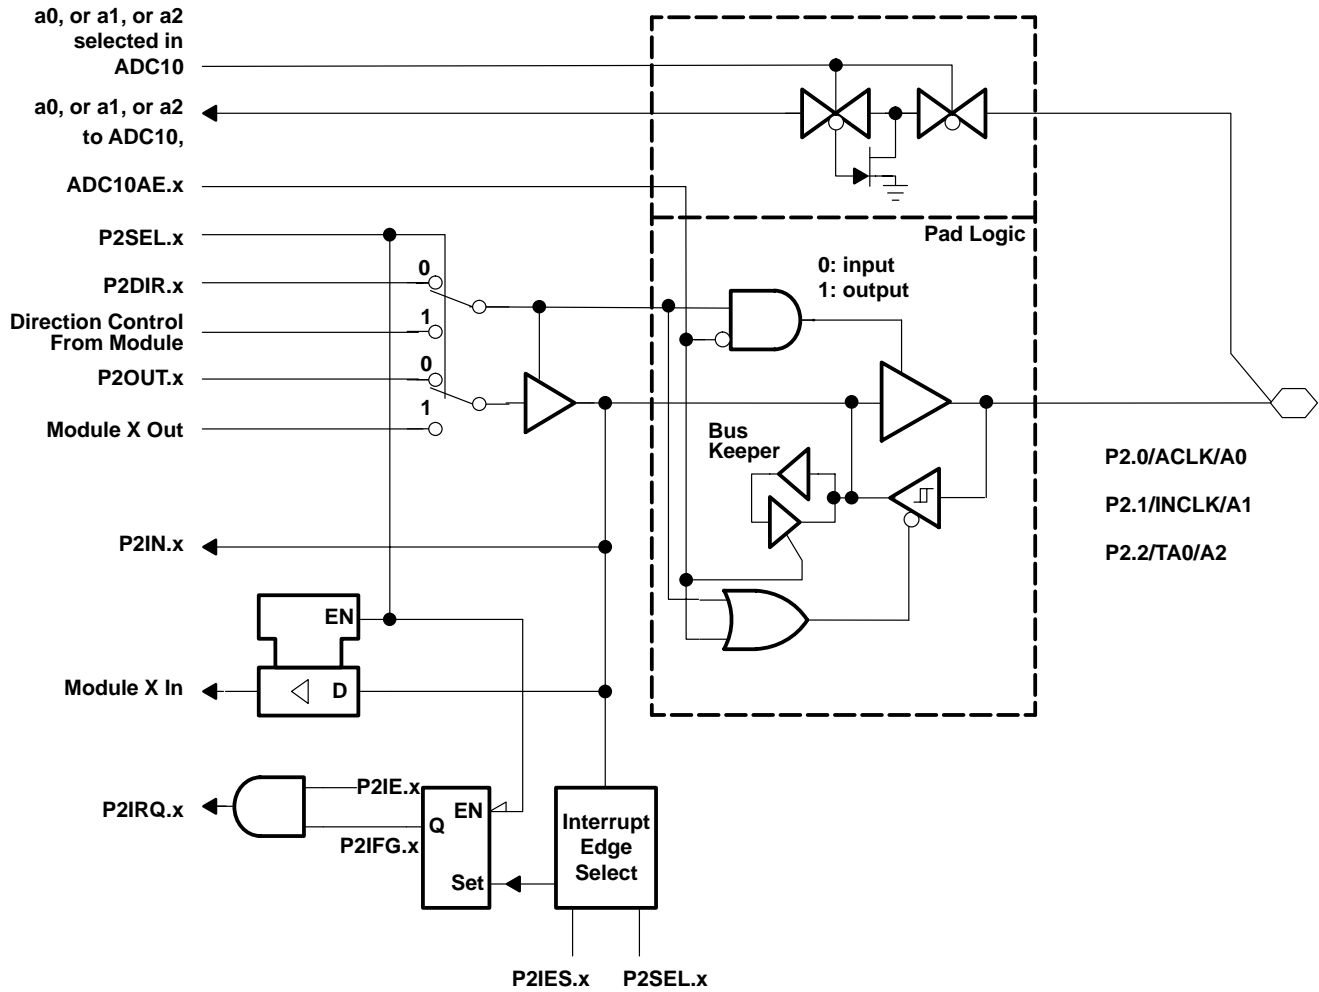 a0, or a1, or a2
selected in
ADC10
a0, or a1, or a2
to ADC10,
ADC10AE.x
P2SEL.x
Pad Logic
0
P2DIR.x
0: input
1: output
1
Direction Control
From Module
0
P2OUT.x
1
Module X Out
Bus
Keeper
P2.0/ACLK/A0
P2.1/INCLK/A1
P2.2/TA0/A2
P2IN.x
EN
Module X In
D
P2IE.x
P2IRQ.x
EN
Q
P2IFG.x
Set
Interrupt
Edge
Select
P2IES.x
P2SEL.x